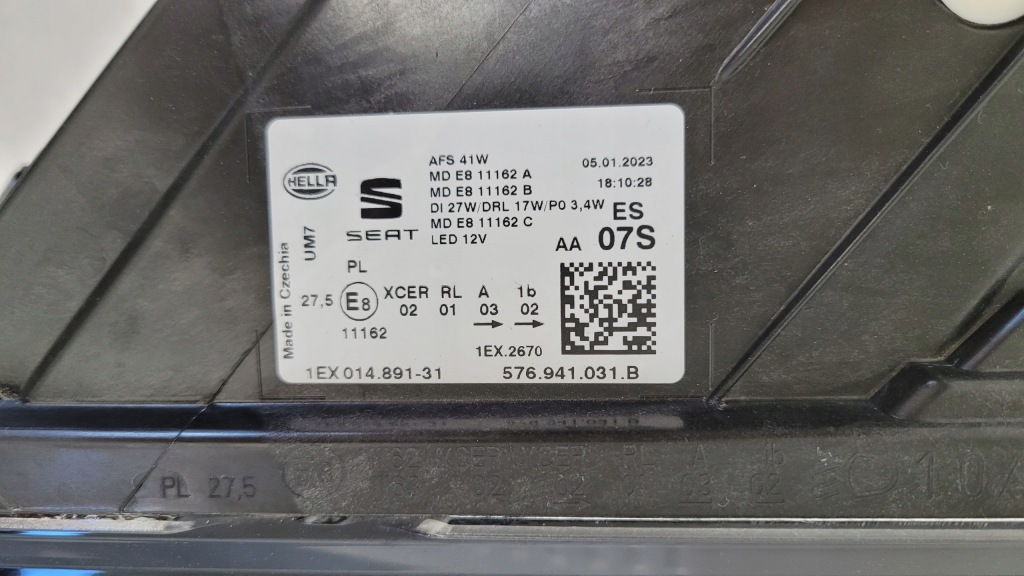 AFS 41W
MD E8 11162 A
MD E8 11162 B
DI 27W/DRL 17W/PO 3,4W
MD E8 11162 C
LED 12V
05.01.2023
18:10:28
ES
AA 07S
HELLA
SEAT
Made in Czechia
UM7
PL
27,5 E8 XCER RL A 1b
02 01 03 02
11162
1EX.2670
1EX 014.891-31 576.941.031.B
PL 27,5